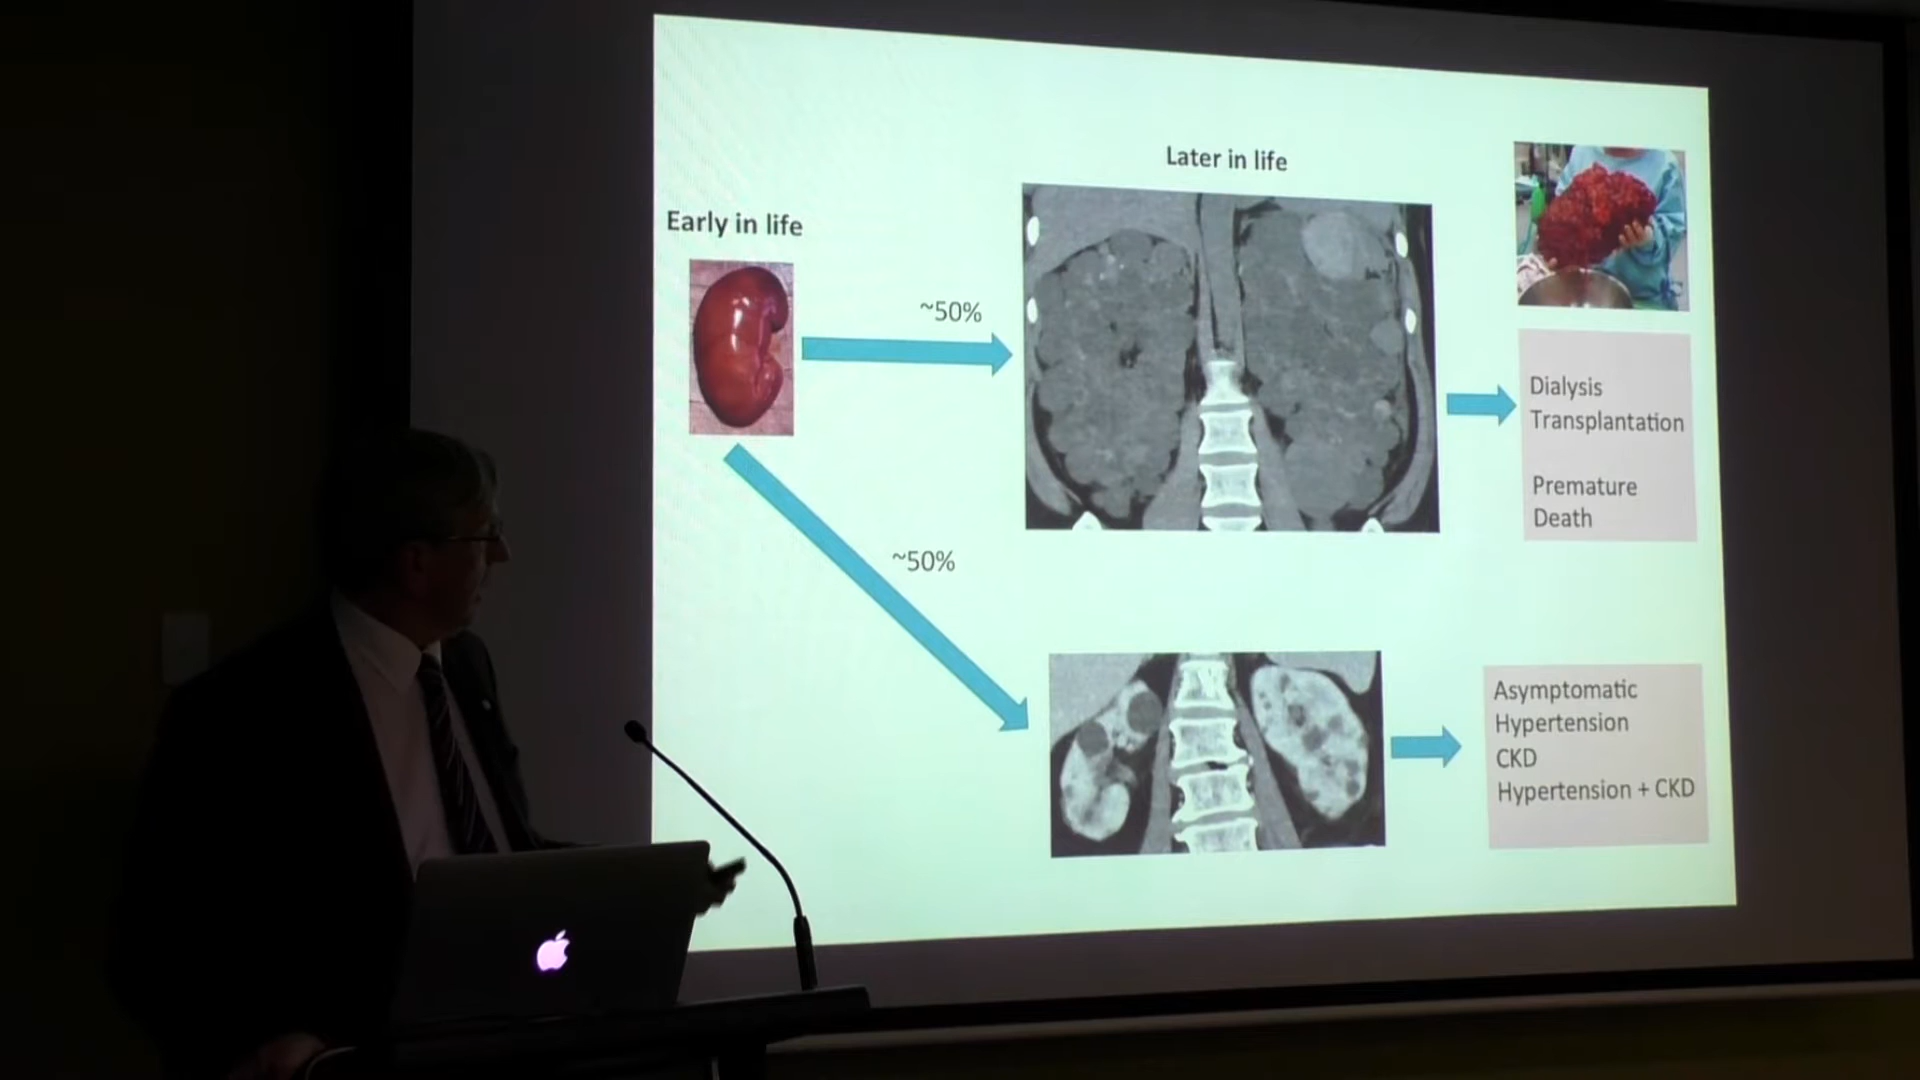 Early in life
Later in life
~50%
~50%
Dialysis
Transplantation
Premature
Death
Asymptomatic
Hypertension
CKD
Hypertension + CKD